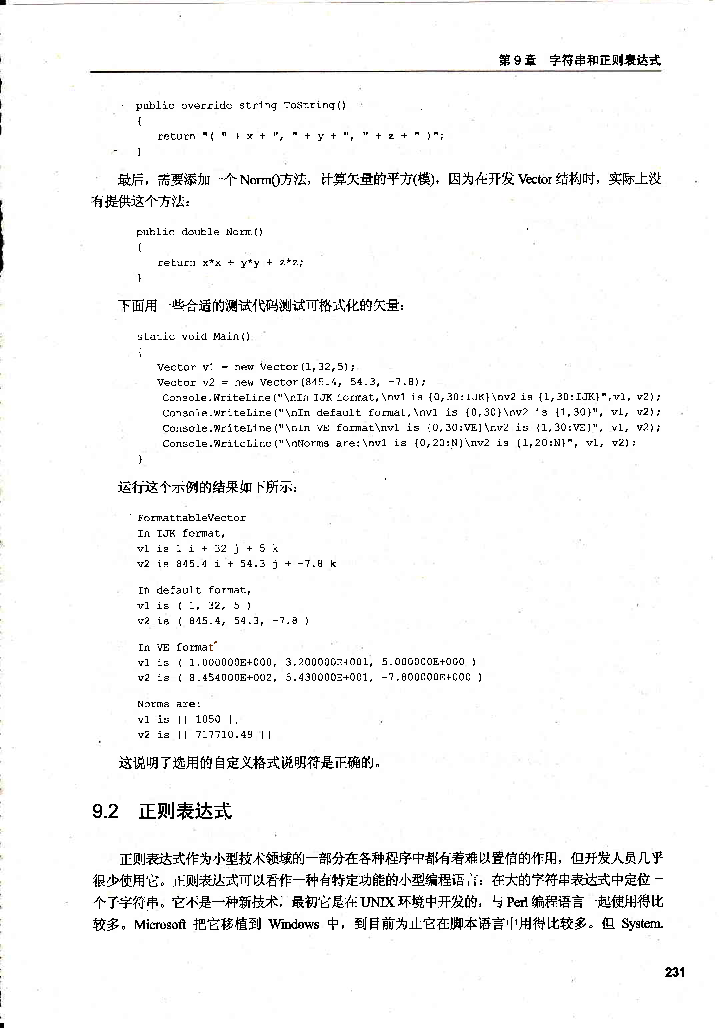 第9章 字符串和正则表达式
public override string ToString()
{
return "( " + x + ", " + y + ", " + z + " )";
}
最后，需要添加一个Norm()方法，计算矢量的平方(模)，因为在开发 Vector 结构时，实际上没
有提供这个方法：
public double Norm()
{
return x*x + y*y + z*z;
}
下面用一些合适的测试代码测试可格式化的矢量：
static void Main()
{
Vector v1 = new Vector(1,32,5);
Vector v2 = new Vector(845.4, 54.3, -7.8);
Console.WriteLine("\nIn IJK format,\nv1 is {0,30:IJK}\nv2 is {1,30:IJK}",v1, v2);
Console.WriteLine("\nIn default format,\nv1 is {0,30}\nv2 is {1,30}", v1, v2);
Console.WriteLine("\nIn VE format\nv1 is {0,30:VE}\nv2 is {1,30:VE}", v1, v2);
Console.WriteLine("\nNorms are:\nv1 is {0,20:N}\nv2 is {1,20:N}", v1, v2);
}
运行这个示例的结果如下所示：
FormattableVector
In IJK format,
v1 is 1 i + 32 j + 5 k
v2 is 845.4 i + 54.3 j + -7.8 k
In default format,
v1 is ( 1, 32, 5 )
v2 is ( 845.4, 54.3, -7.8 )
In VE format
v1 is ( 1.000000E+000, 3.200000E+001, 5.000000E+000 )
v2 is ( 8.454000E+002, 5.430000E+001, -7.800000E+000 )
Norms are:
v1 is || 1050 ||
v2 is || 717710.49 ||
这说明了选用的自定义格式说明符是正确的。
9.2 正则表达式
正则表达式作为小型技术领域的一部分在各种程序中都有着难以置信的作用，但开发人员几乎
很少使用它。正则表达式可以看作一种有特定功能的小型编程语言：在大的字符串表达式中定位一
个子字符串。它不是一种新技术，最初它是在 UNIX 环境中开发的，与 Perl 编程语言一起使用得比
较多。Microsoft 把它移植到 Windows 中，到目前为止它在脚本语言中用得比较多。但 System.
231